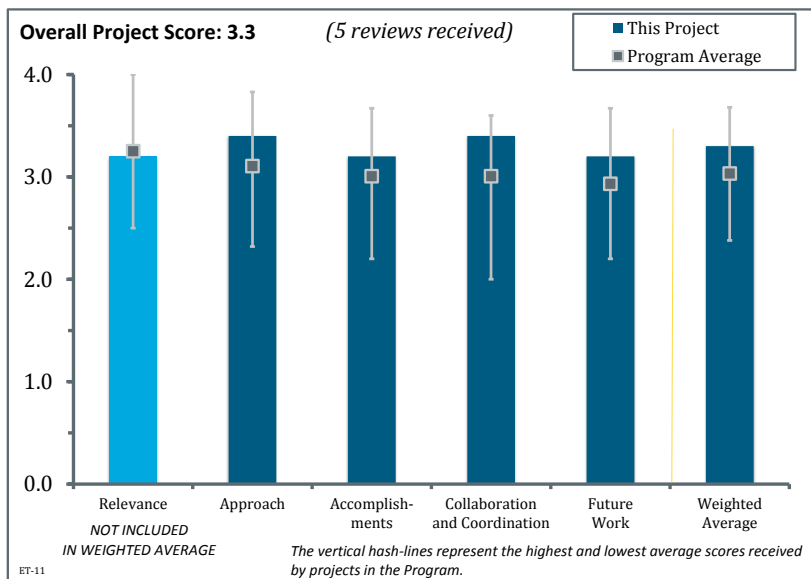 Overall Project Score: 3.3 (5 reviews received)
This Project
Program Average
4.0
3.0
2.0
1.0
0.0
Relevance
Approach
Accomplish-
ments
Collaboration
and Coordination
Future
Work
Weighted
Average
NOT INCLUDED
IN WEIGHTED AVERAGE
The vertical hash-lines represent the highest and lowest average scores received
by projects in the Program.
ET-11